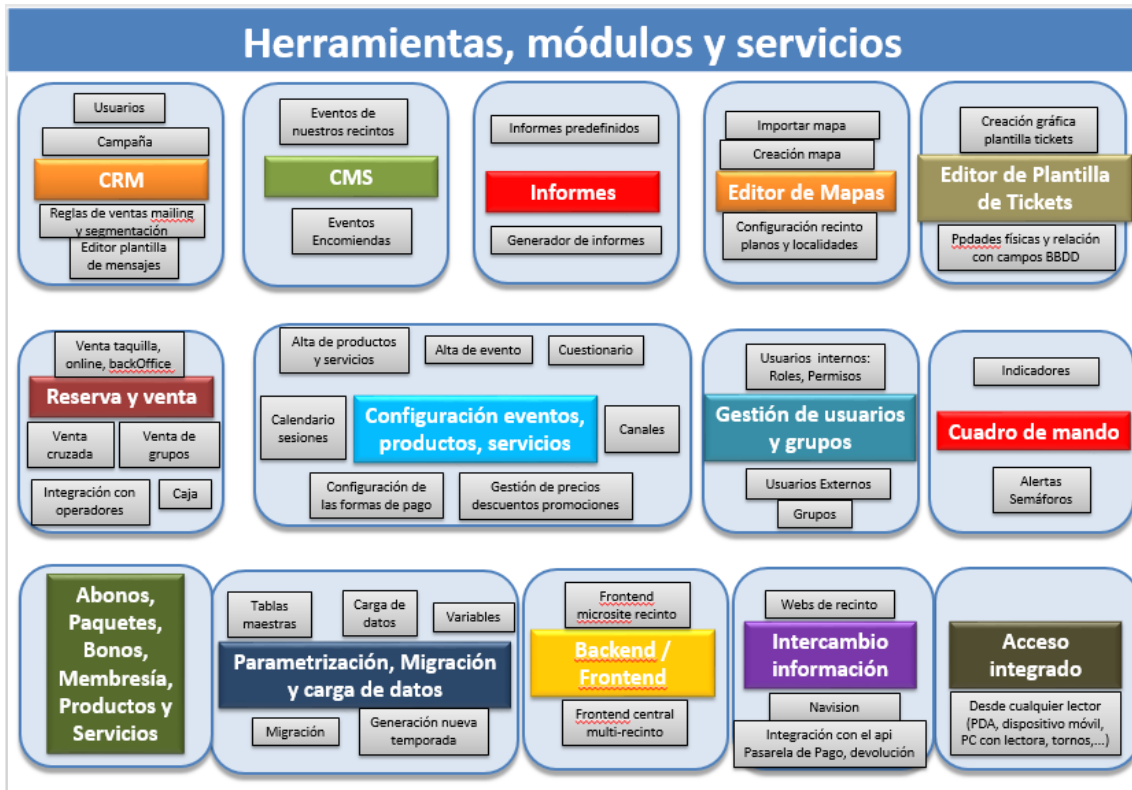 Herramientas, módulos y servicios
Usuarios
Campaña
CRM
Reglas de ventas mailing
y segmentación
Editor plantilla
de mensajes
Eventos de
nuestros recintos
CMS
Eventos
Encomiendas
Informes predefinidos
Informes
Generador de informes
Importar mapa
Creación mapa
Editor de Mapas
Configuración recinto
planos y localidades
Creación gráfica
plantilla tickets
Editor de Plantilla
de Tickets
Ppdades físicas y relación
con campos BBDD
Venta taquilla,
online, backOffice
Reserva y venta
Venta
cruzada
Venta de
grupos
Integración con
operadores
Caja
Alta de productos
y servicios
Alta de evento
Cuestionario
Calendario
sesiones
Configuración eventos,
productos, servicios
Canales
Configuración de
las formas de pago
Gestión de precios
descuentos promociones
Usuarios internos:
Roles, Permisos
Gestión de usuarios
y grupos
Usuarios Externos
Grupos
Indicadores
Cuadro de mando
Alertas
Semáforos
Abonos,
Paquetes,
Bonos,
Membresía,
Productos y
Servicios
Tablas
maestras
Carga de
datos
Variables
Parametrización, Migración
y carga de datos
Migración
Generación nueva
temporada
Frontend
microsite recinto
Backend /
Frontend
Frontend central
multi-recinto
Webs de recinto
Intercambio
información
Navision
Integración con el api
Pasarela de Pago, devolución
Acceso
integrado
Desde cualquier lector
(PDA, dispositivo móvil,
PC con lectora, tornos,...)